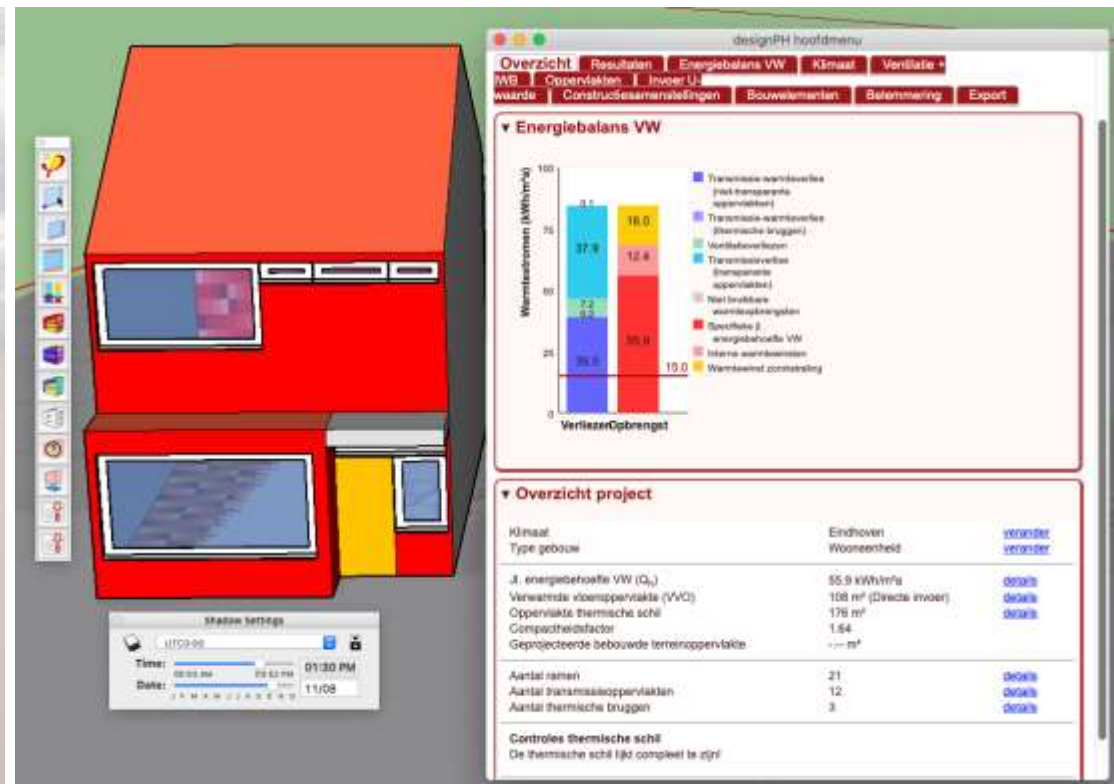 designPH hoofdmenu
Overzicht Resultaten Energiebalans VW Klimaat Ventilatie +
IWB Oppervlakten Invoer U-
waarde Constructiesamenstellingen Bouwelementen Belemmering Export
▼ Energiebalans VW
Warmtestromen (kWh/m²a)
100
75
50
25
0
0.1
37.9
7.2
16.0
12.4
55.9
15.0
Verliezen Opbrengst
Transmissie-warmteverlies
(niet-transparante
oppervlakten)
Transmissie-warmteverlies
(thermische bruggen)
Ventilatieverliezen
Transmissieverlies
(transparante
oppervlakten)
Niet bruikbare
warmteopbrengsten
Specifieke jl.
energiebehoefte VW
Interne warmtewinsten
Warmtewinst zonnstraling
▼ Overzicht project
Klimaat Eindhoven verander
Type gebouw Wooneenheid verander
Jl. energiebehoefte VW (Qh) 55.9 kWh/m²a details
Verwarmde vloeroppervlakte (VVO) 108 m² (Directe invoer) details
Oppervlakte thermische schil 176 m² details
Compactheidsfactor 1.64
Geprojecteerde bebouwde terreinoppervlakte -.-- m²
Aantal ramen 21 details
Aantal transmissieoppervlakten 12 details
Aantal thermische bruggen 3 details
Controles thermische schil
De thermische schil lijkt compleet te zijn!
Shadow Settings
Time: 01:30 PM
Date: J F M A M J J A S O N D 11/08